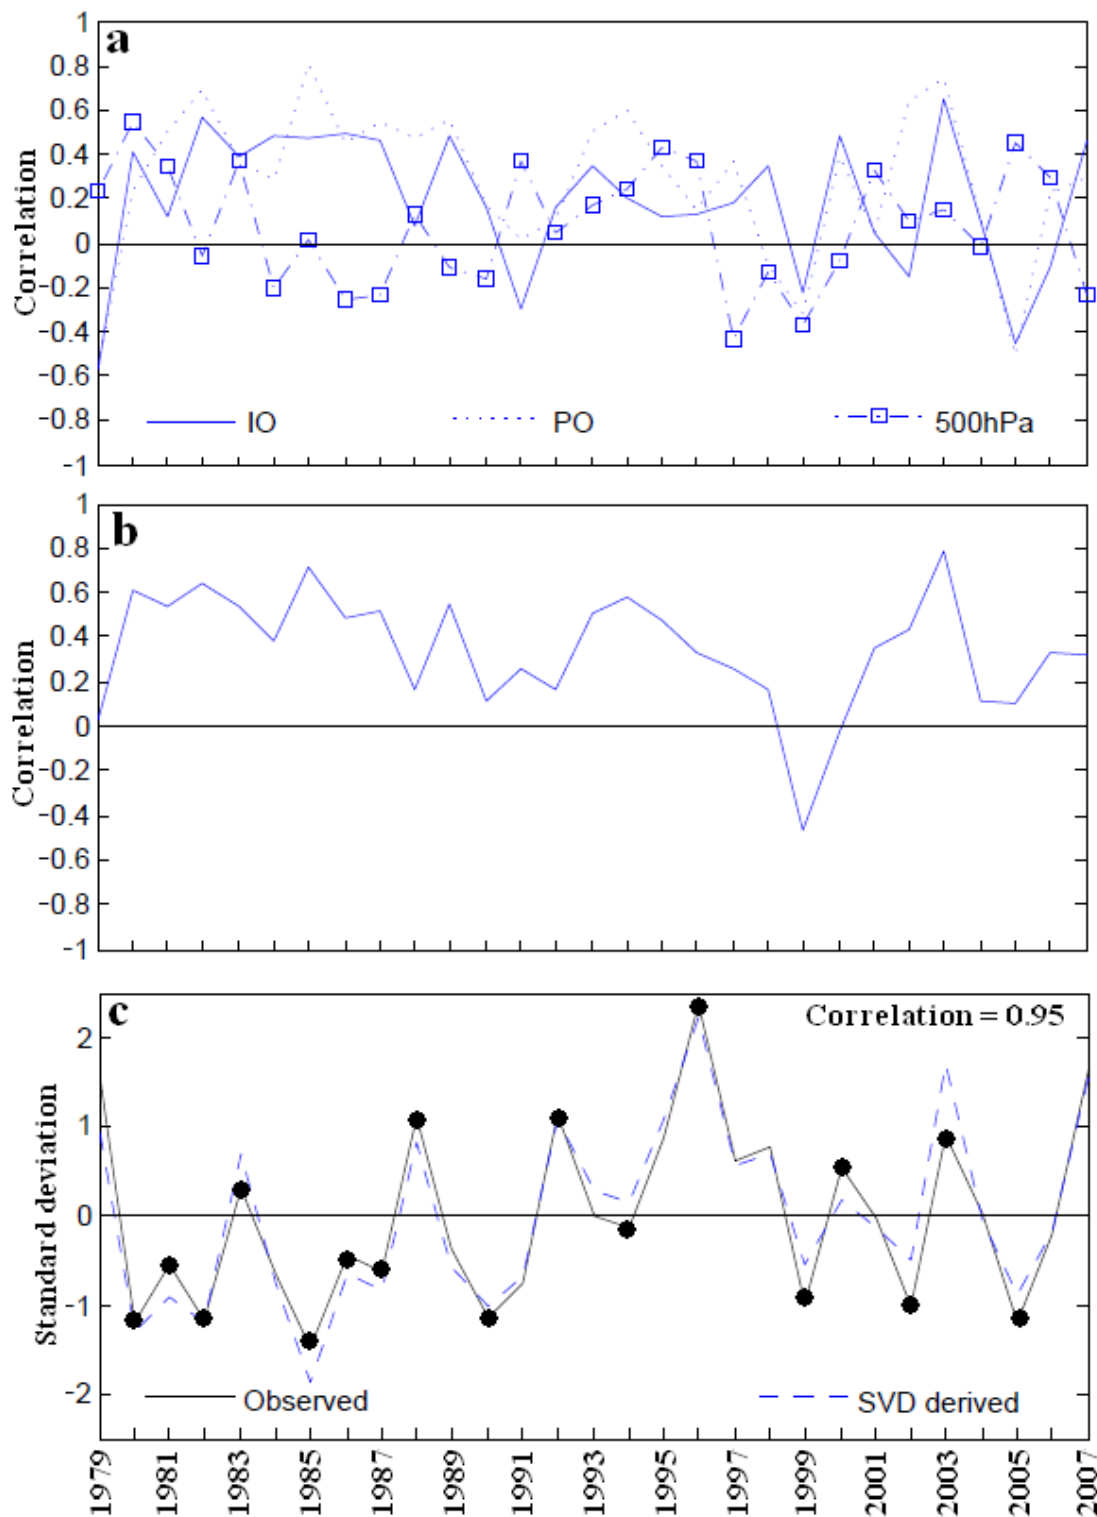 a
Correlation
1
0.8
0.6
0.4
0.2
0
-0.2
-0.4
-0.6
-0.8
-1
IO PO 500hPa
b
Correlation
1
0.8
0.6
0.4
0.2
0
-0.2
-0.4
-0.6
-0.8
-1
c
Correlation = 0.95
Standard deviation
2
1
0
-1
-2
Observed SVD derived
1979 1981 1983 1985 1987 1989 1991 1993 1995 1997 1999 2001 2003 2005 2007